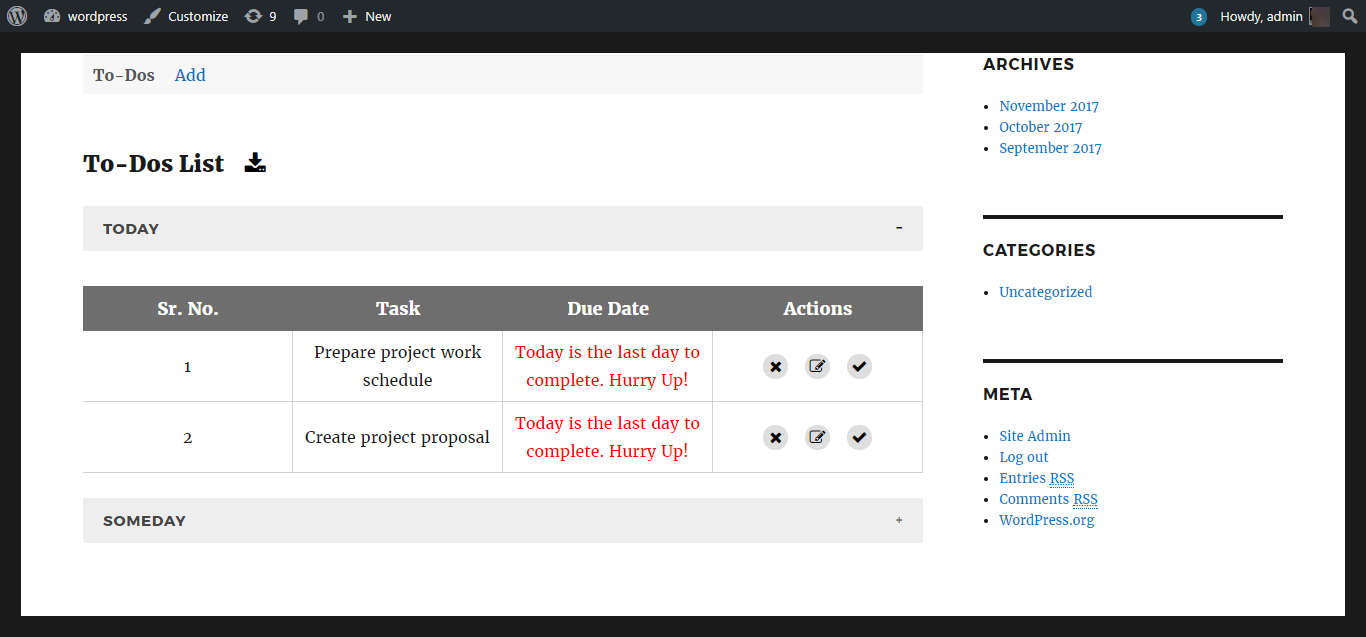 wordpress Customize 9 0 New 3 Howdy, admin
To-Dos Add
To-Dos List
TODAY -
Sr. No. Task Due Date Actions
1 Prepare project work schedule Today is the last day to complete. Hurry Up!
2 Create project proposal Today is the last day to complete. Hurry Up!
SOMEDAY +
ARCHIVES
November 2017
October 2017
September 2017
CATEGORIES
Uncategorized
META
Site Admin
Log out
Entries RSS
Comments RSS
WordPress.org